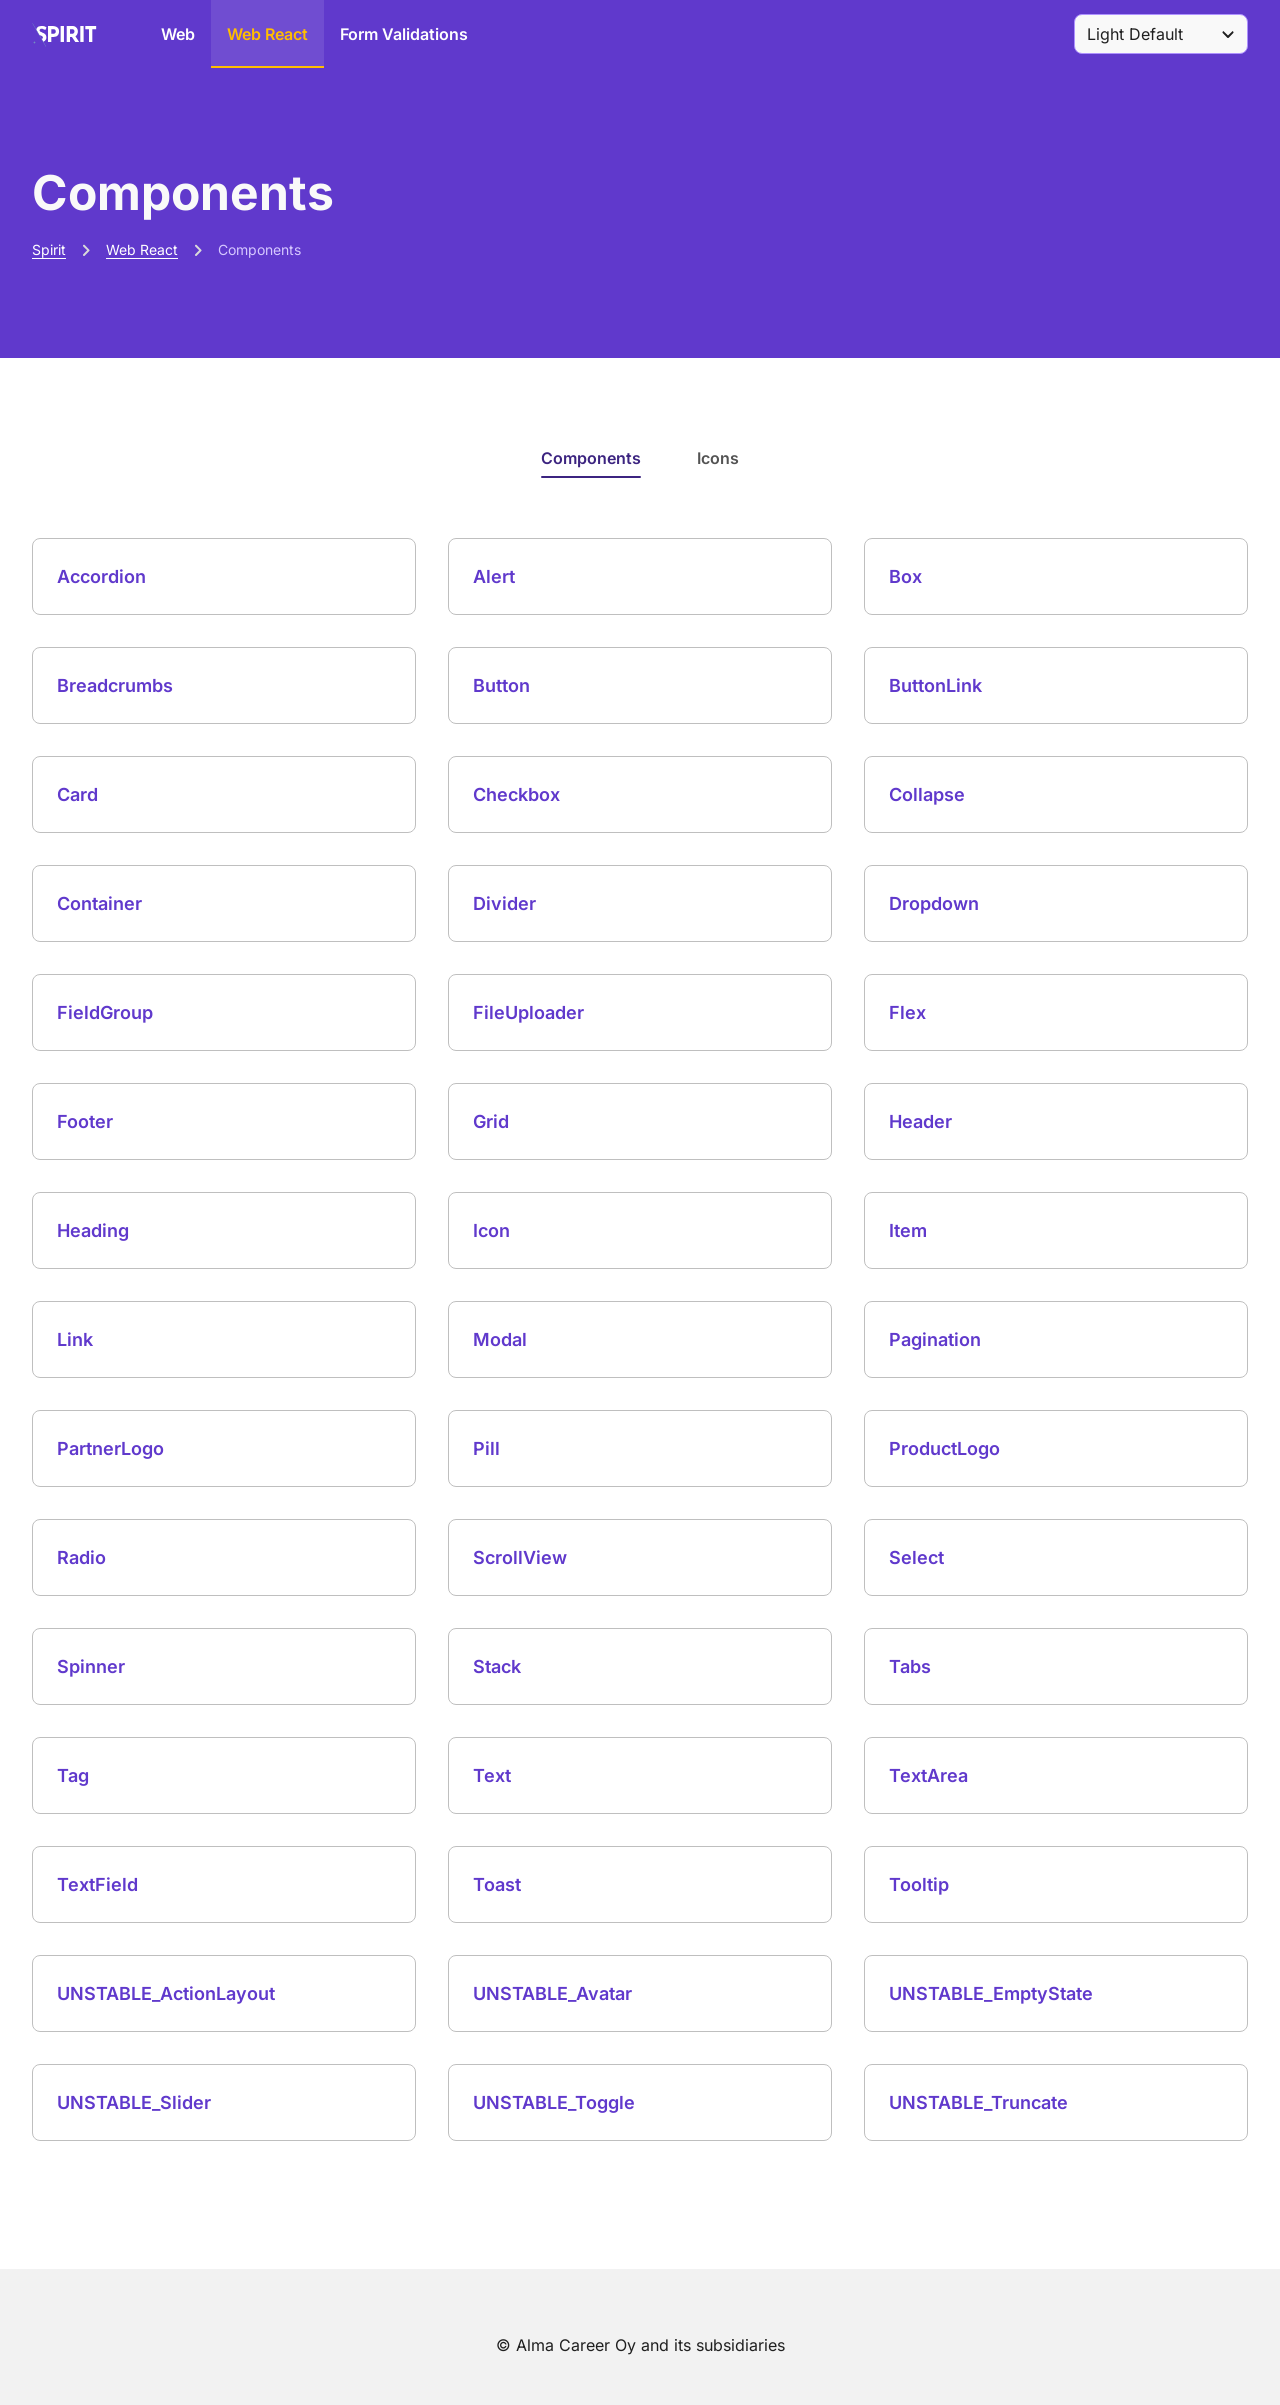 SPIRIT
Web
Web React
Form Validations
Light Default
Components
Spirit
Web React
Components
Components
Icons
Accordion
Alert
Box
Breadcrumbs
Button
ButtonLink
Card
Checkbox
Collapse
Container
Divider
Dropdown
FieldGroup
FileUploader
Flex
Footer
Grid
Header
Heading
Icon
Item
Link
Modal
Pagination
PartnerLogo
Pill
ProductLogo
Radio
ScrollView
Select
Spinner
Stack
Tabs
Tag
Text
TextArea
TextField
Toast
Tooltip
UNSTABLE_ActionLayout
UNSTABLE_Avatar
UNSTABLE_EmptyState
UNSTABLE_Slider
UNSTABLE_Toggle
UNSTABLE_Truncate
© Alma Career Oy and its subsidiaries